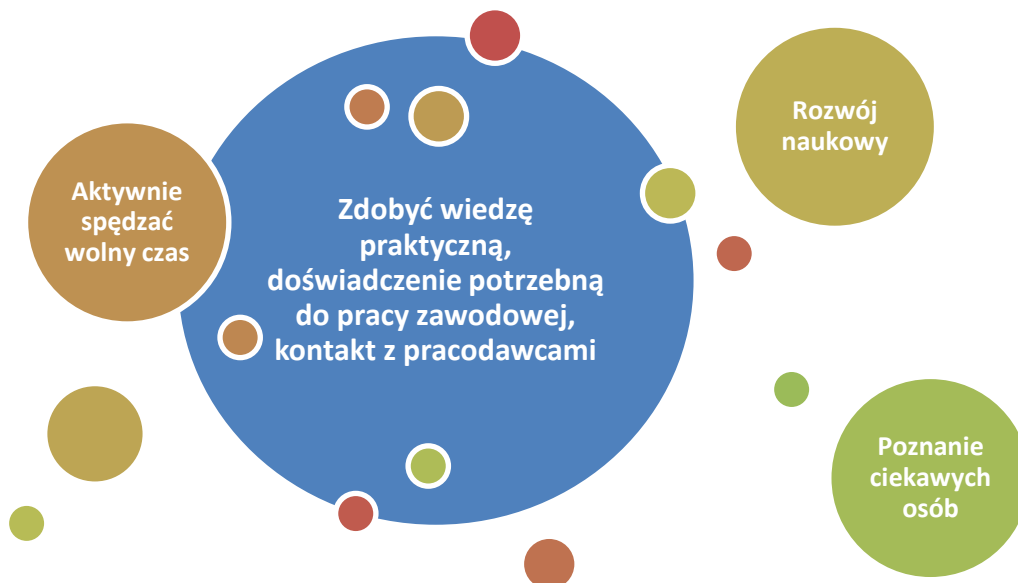 Aktywnie
spędzać
wolny czas
Zdobyć wiedzę
praktyczną,
doświadczenie potrzebną
do pracy zawodowej,
kontakt z pracodawcami
Rozwój
naukowy
Poznanie
ciekawych
osób